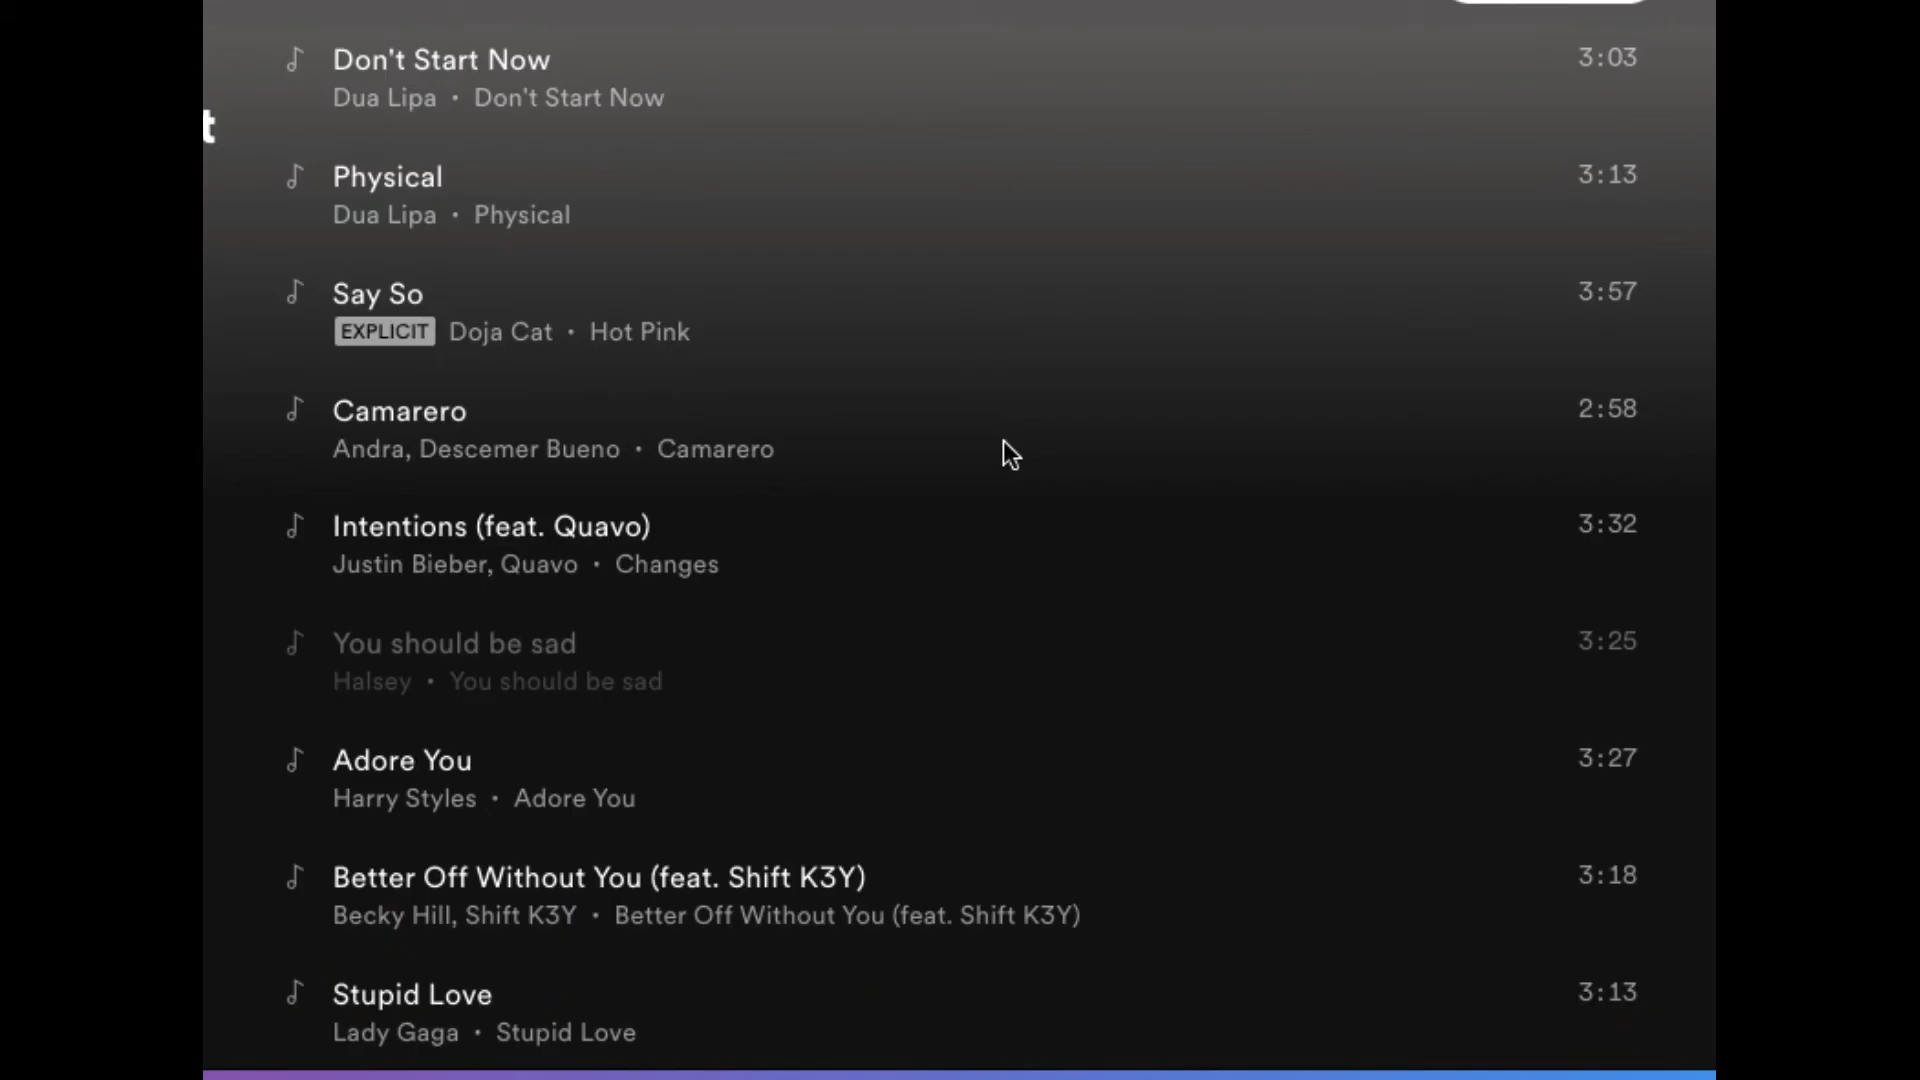 Don't Start Now
3:03
Dua Lipa • Don't Start Now
t
Physical
3:13
Dua Lipa • Physical
Say So
3:57
EXPLICIT Doja Cat • Hot Pink
Camarero
2:58
Andra, Descemer Bueno • Camarero
Intentions (feat. Quavo)
3:32
Justin Bieber, Quavo • Changes
You should be sad
3:25
Halsey • You should be sad
Adore You
3:27
Harry Styles • Adore You
Better Off Without You (feat. Shift K3Y)
3:18
Becky Hill, Shift K3Y • Better Off Without You (feat. Shift K3Y)
Stupid Love
3:13
Lady Gaga • Stupid Love